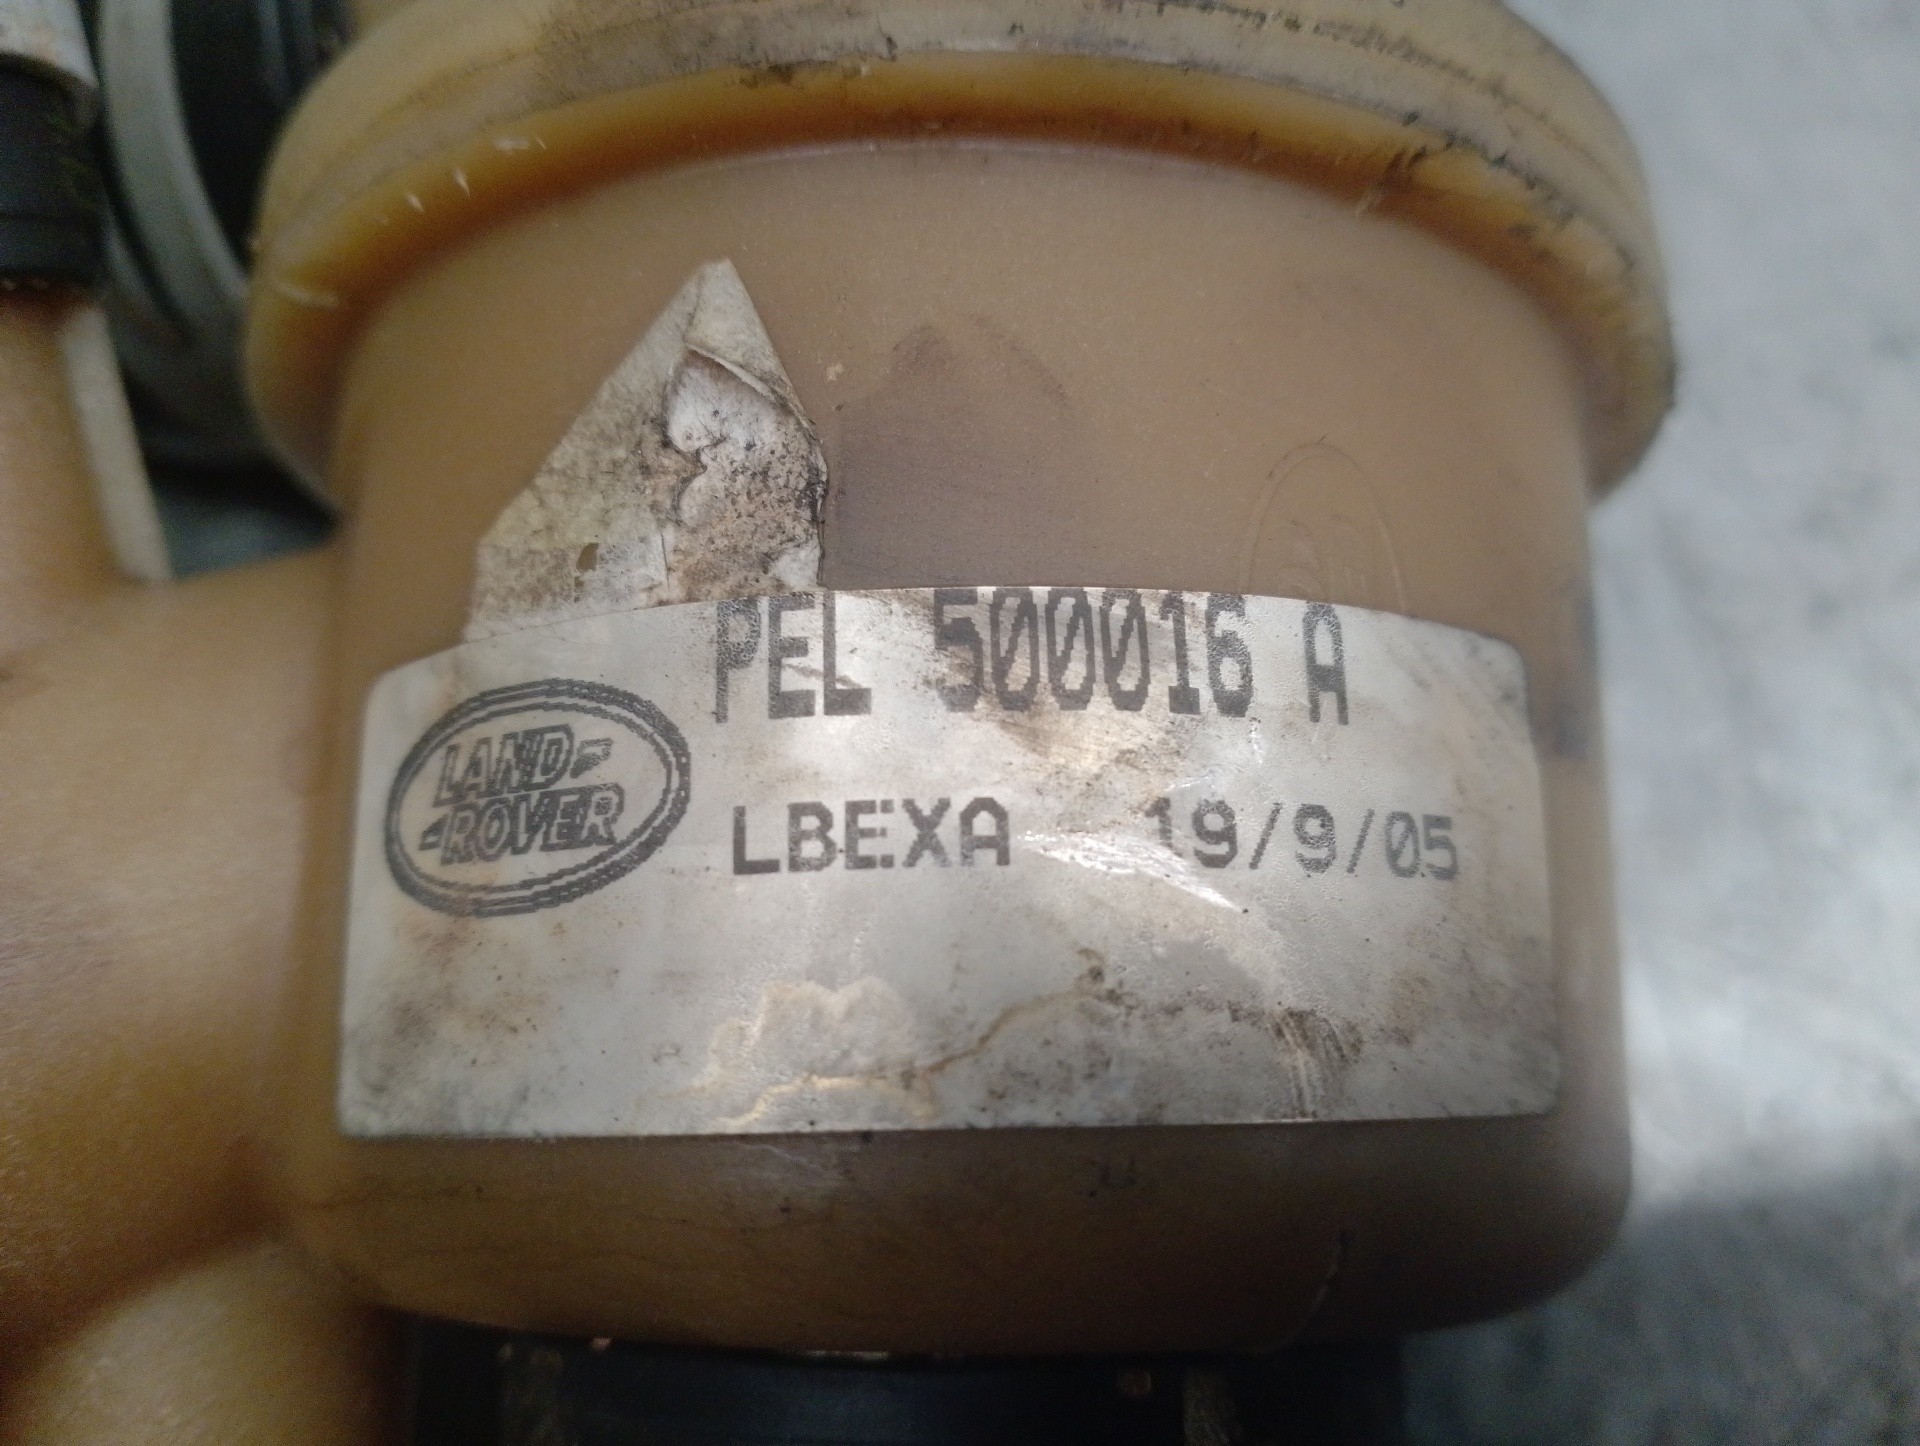 PEL 500016 A
LAND-
-ROVER
LBEXA 19/9/05